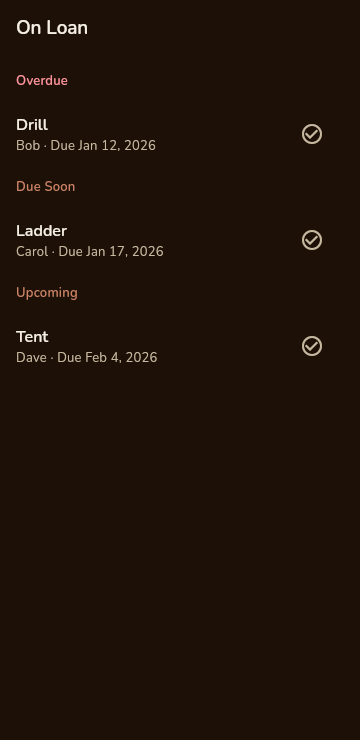 On Loan
Overdue
Drill
Bob · Due Jan 12, 2026
Due Soon
Ladder
Carol · Due Jan 17, 2026
Upcoming
Tent
Dave · Due Feb 4, 2026